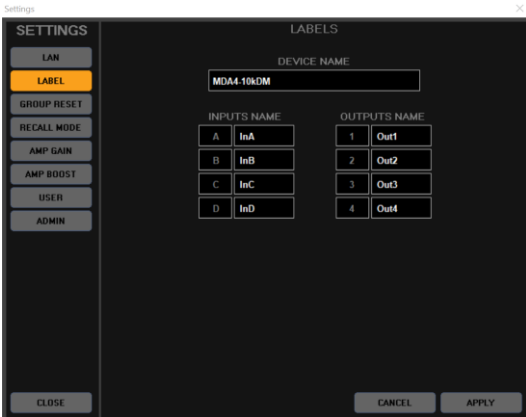 Settings
SETTINGS
LAN
LABEL
GROUP RESET
RECALL MODE
AMP GAIN
AMP BOOST
USER
ADMIN
CLOSE
LABELS
DEVICE NAME
MDA4-10kDM
INPUTS NAME
A InA
B InB
C InC
D InD
OUTPUTS NAME
1 Out1
2 Out2
3 Out3
4 Out4
CANCEL APPLY